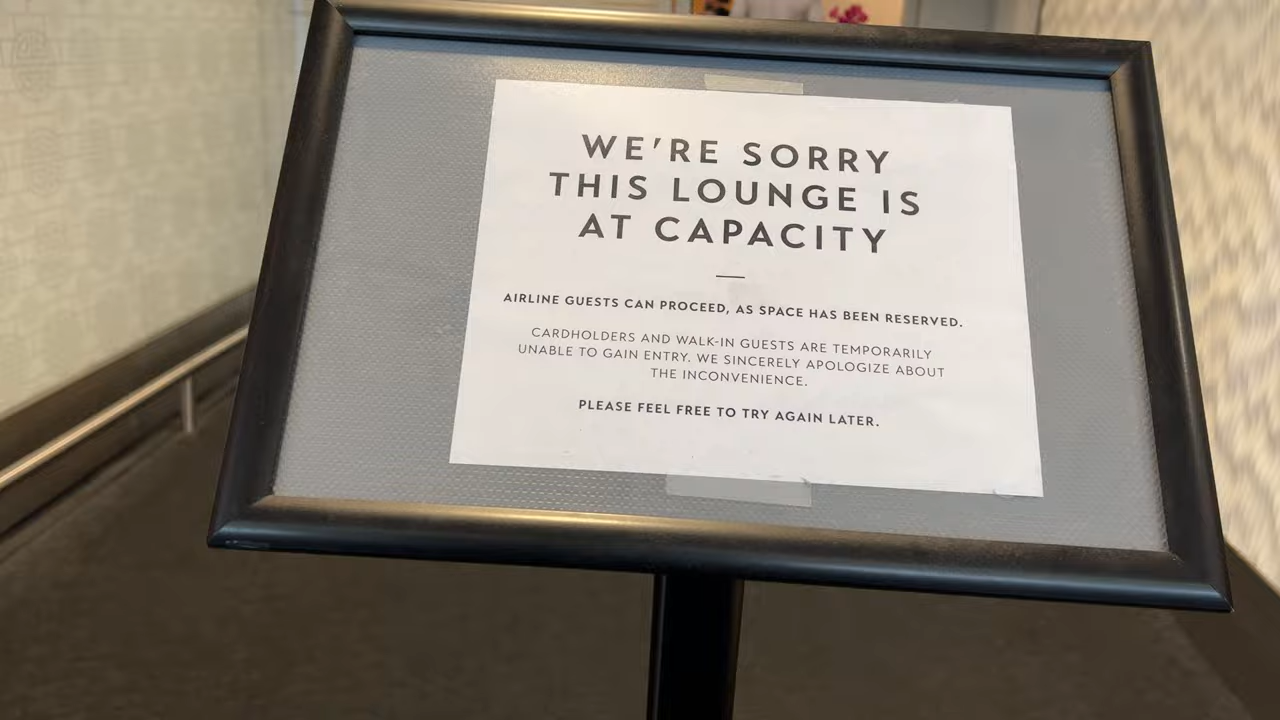 WE'RE SORRY
THIS LOUNGE IS
AT CAPACITY
AIRLINE GUESTS CAN PROCEED, AS SPACE HAS BEEN RESERVED.
CARDHOLDERS AND WALK-IN GUESTS ARE TEMPORARILY
UNABLE TO GAIN ENTRY. WE SINCERELY APOLOGIZE ABOUT
THE INCONVENIENCE.
PLEASE FEEL FREE TO TRY AGAIN LATER.